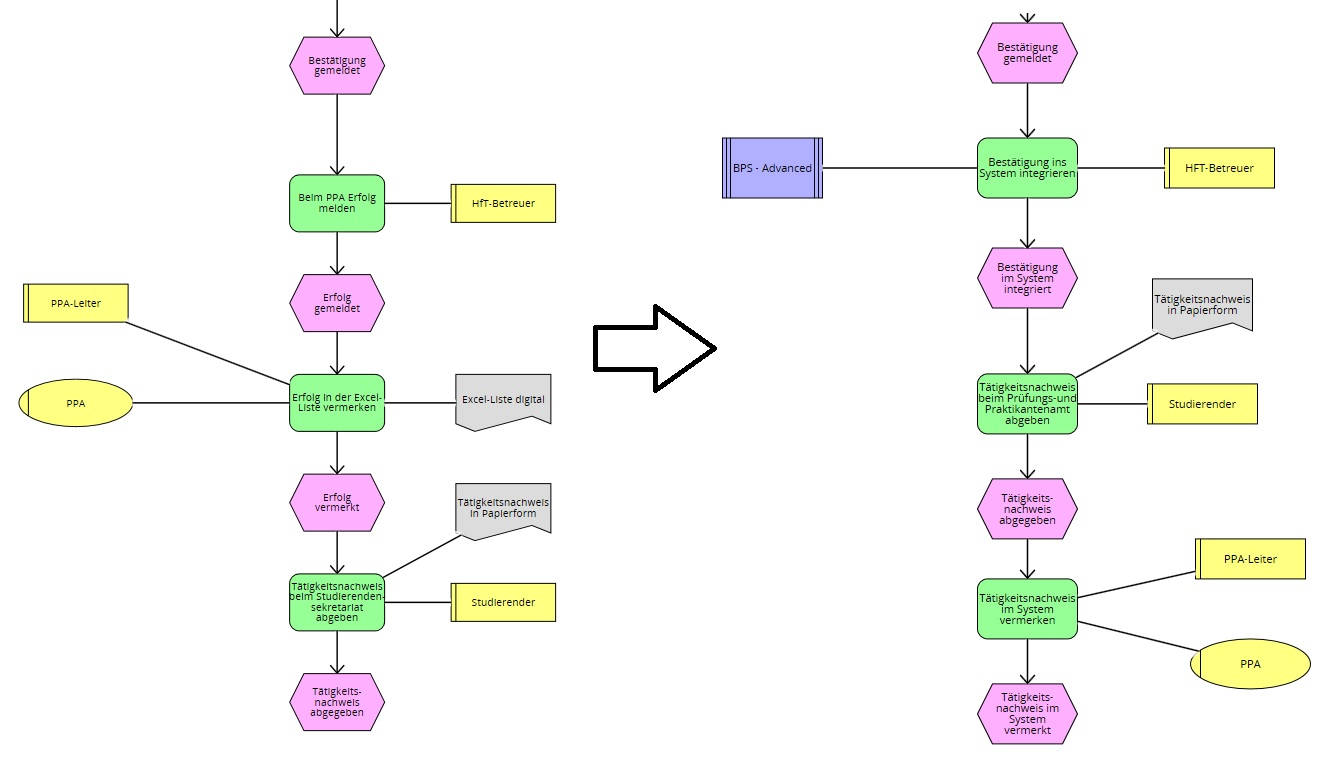 Bestätigung
gemeldet
Beim PPA Erfolg
melden
HfT-Betreuer
Erfolg
gemeldet
PPA-Leiter
PPA
Erfolg in der Excel-
Liste vermerken
Excel-Liste digital
Erfolg
vermerkt
Tätigkeitsnachweis
in Papierform
Tätigkeitsnachweis
beim Studierenden-
sekretariat
abgeben
Studierender
Tätigkeits-
nachweis
abgegeben
Bestätigung
gemeldet
BPS - Advanced
Bestätigung ins
System integrieren
HFT-Betreuer
Bestätigung
im System
integriert
Tätigkeitsnachweis
in Papierform
Tätigkeitsnachweis
beim Prüfungs-und
Praktikantenamt
abgeben
Studierender
Tätigkeits-
nachweis
abgegeben
PPA-Leiter
Tätigkeitsnachweis
im System
vermerken
PPA
Tätigkeits-
nachweis im
System
vermerkt